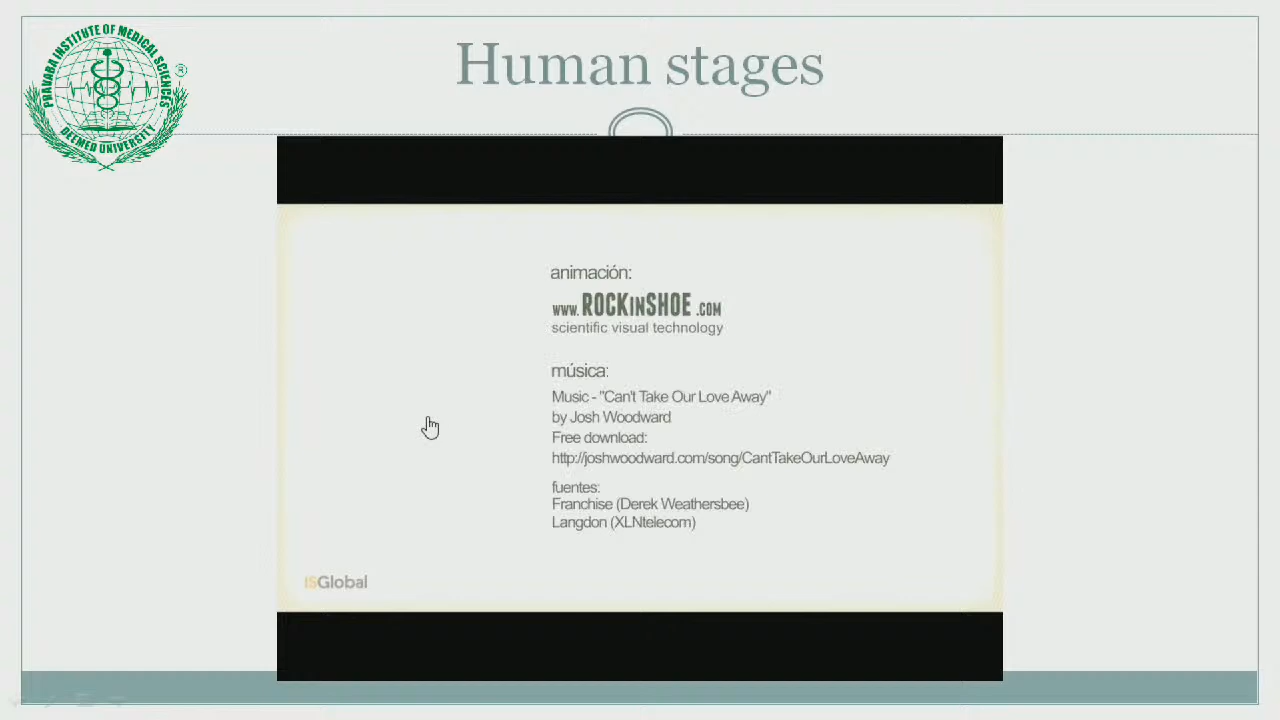 Human stages
PRAVARA INSTITUTE OF MEDICAL SCIENCES
DEEMED UNIVERSITY
®
animación:
www.ROCKINSHOE.COM
scientific visual technology
música:
Music - "Can't Take Our Love Away"
by Josh Woodward
Free download:
http://joshwoodward.com/song/CantTakeOurLoveAway
fuentes:
Franchise (Derek Weathersbee)
Langdon (XLNtelecom)
ISGlobal